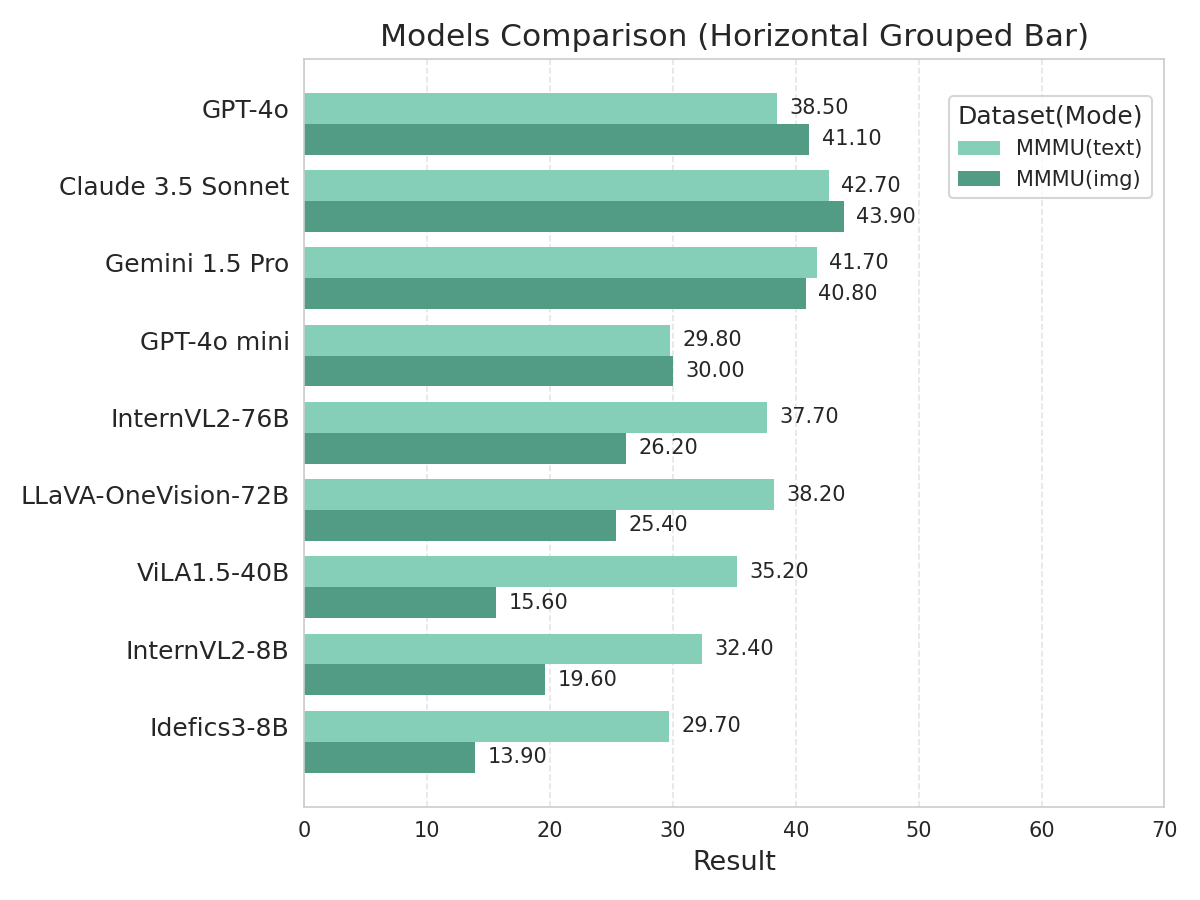 Models Comparison (Horizontal Grouped Bar)
Dataset(Mode)
MMMU(text)
MMMU(img)
GPT-4o
38.50
41.10
Claude 3.5 Sonnet
42.70
43.90
Gemini 1.5 Pro
41.70
40.80
GPT-4o mini
29.80
30.00
InternVL2-76B
37.70
26.20
LLaVA-OneVision-72B
38.20
25.40
ViLA1.5-40B
35.20
15.60
InternVL2-8B
32.40
19.60
Idefics3-8B
29.70
13.90
0 10 20 30 40 50 60 70
Result